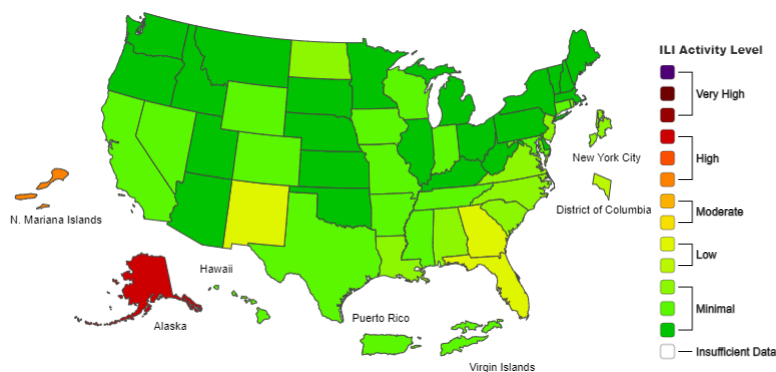 ILI Activity Level
Very High
High
Moderate
Low
Minimal
Insufficient Data
New York City
District of Columbia
N. Mariana Islands
Hawaii
Alaska
Puerto Rico
Virgin Islands